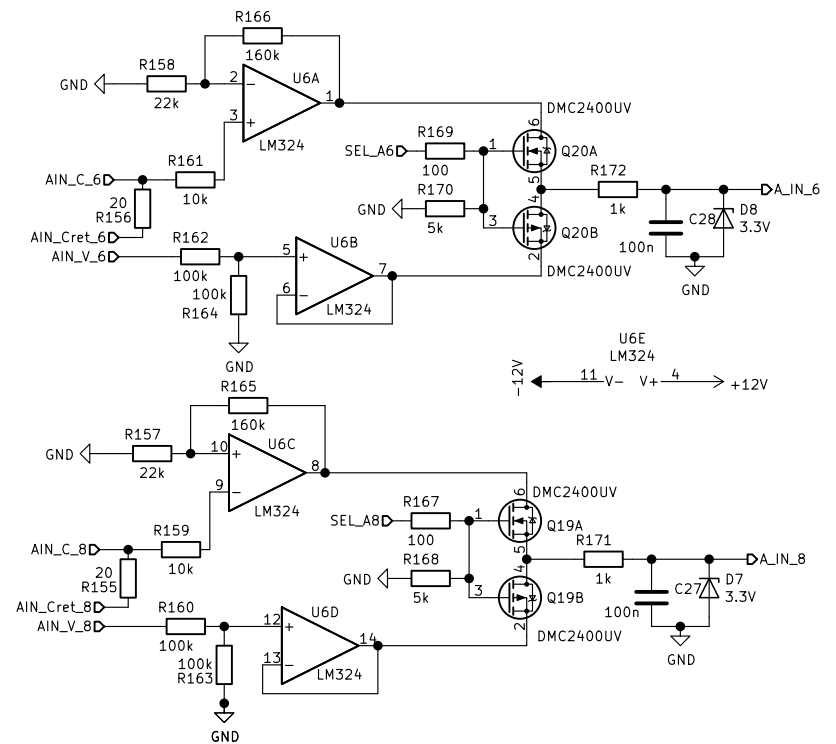 R166
160k
R158
GND
22k
2
−
3
+
U6A
1
LM324
DMC2400UV
6
SEL_A6
R169
100
1
Q20A
5
AIN_C_6
R161
10k
20
R156
AIN_Cret_6
GND
R170
5k
4
3
Q20B
2
DMC2400UV
R172
1k
A_IN_6
C28
100n
D8
3.3V
GND
AIN_V_6
R162
100k
100k
R164
GND
5
+
6
−
U6B
7
LM324
U6E
LM324
−12V
11
V−
V+
4
+12V
R165
160k
R157
GND
22k
10
+
9
−
U6C
8
LM324
DMC2400UV
6
SEL_A8
R167
100
1
Q19A
5
AIN_C_8
R159
10k
20
R155
AIN_Cret_8
GND
R168
5k
4
3
Q19B
2
DMC2400UV
R171
1k
A_IN_8
C27
100n
D7
3.3V
GND
AIN_V_8
R160
100k
100k
R163
GND
12
+
13
−
U6D
14
LM324